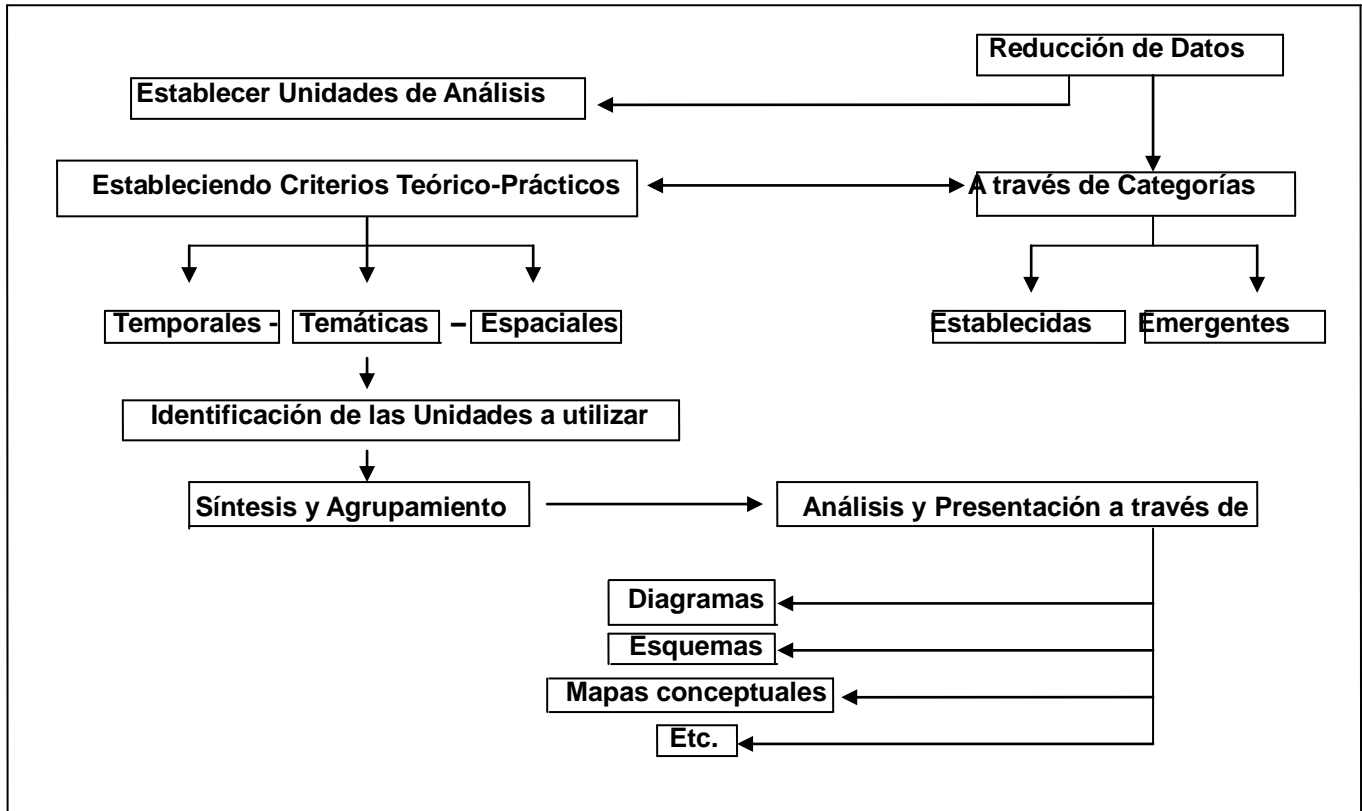 Reducción de Datos
Establecer Unidades de Análisis
Estableciendo Criterios Teórico-Prácticos
A través de Categorías
Temporales - Temáticas – Espaciales
Establecidas Emergentes
Identificación de las Unidades a utilizar
Síntesis y Agrupamiento
Análisis y Presentación a través de
Diagramas
Esquemas
Mapas conceptuales
Etc.